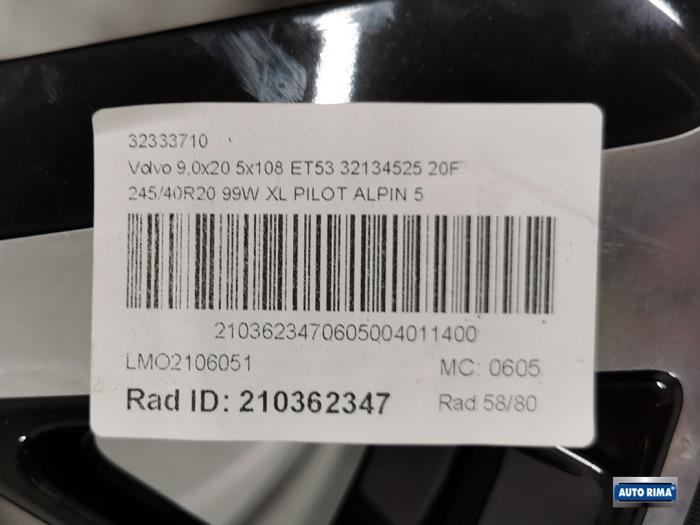 32333710
Volvo 9,0x20 5x108 ET53 32134525 20F
245/40R20 99W XL PILOT ALPIN 5
2103623470605004011400
LMO2106051
MC: 0605
Rad ID: 210362347
Rad 58/80
AUTO RIMA